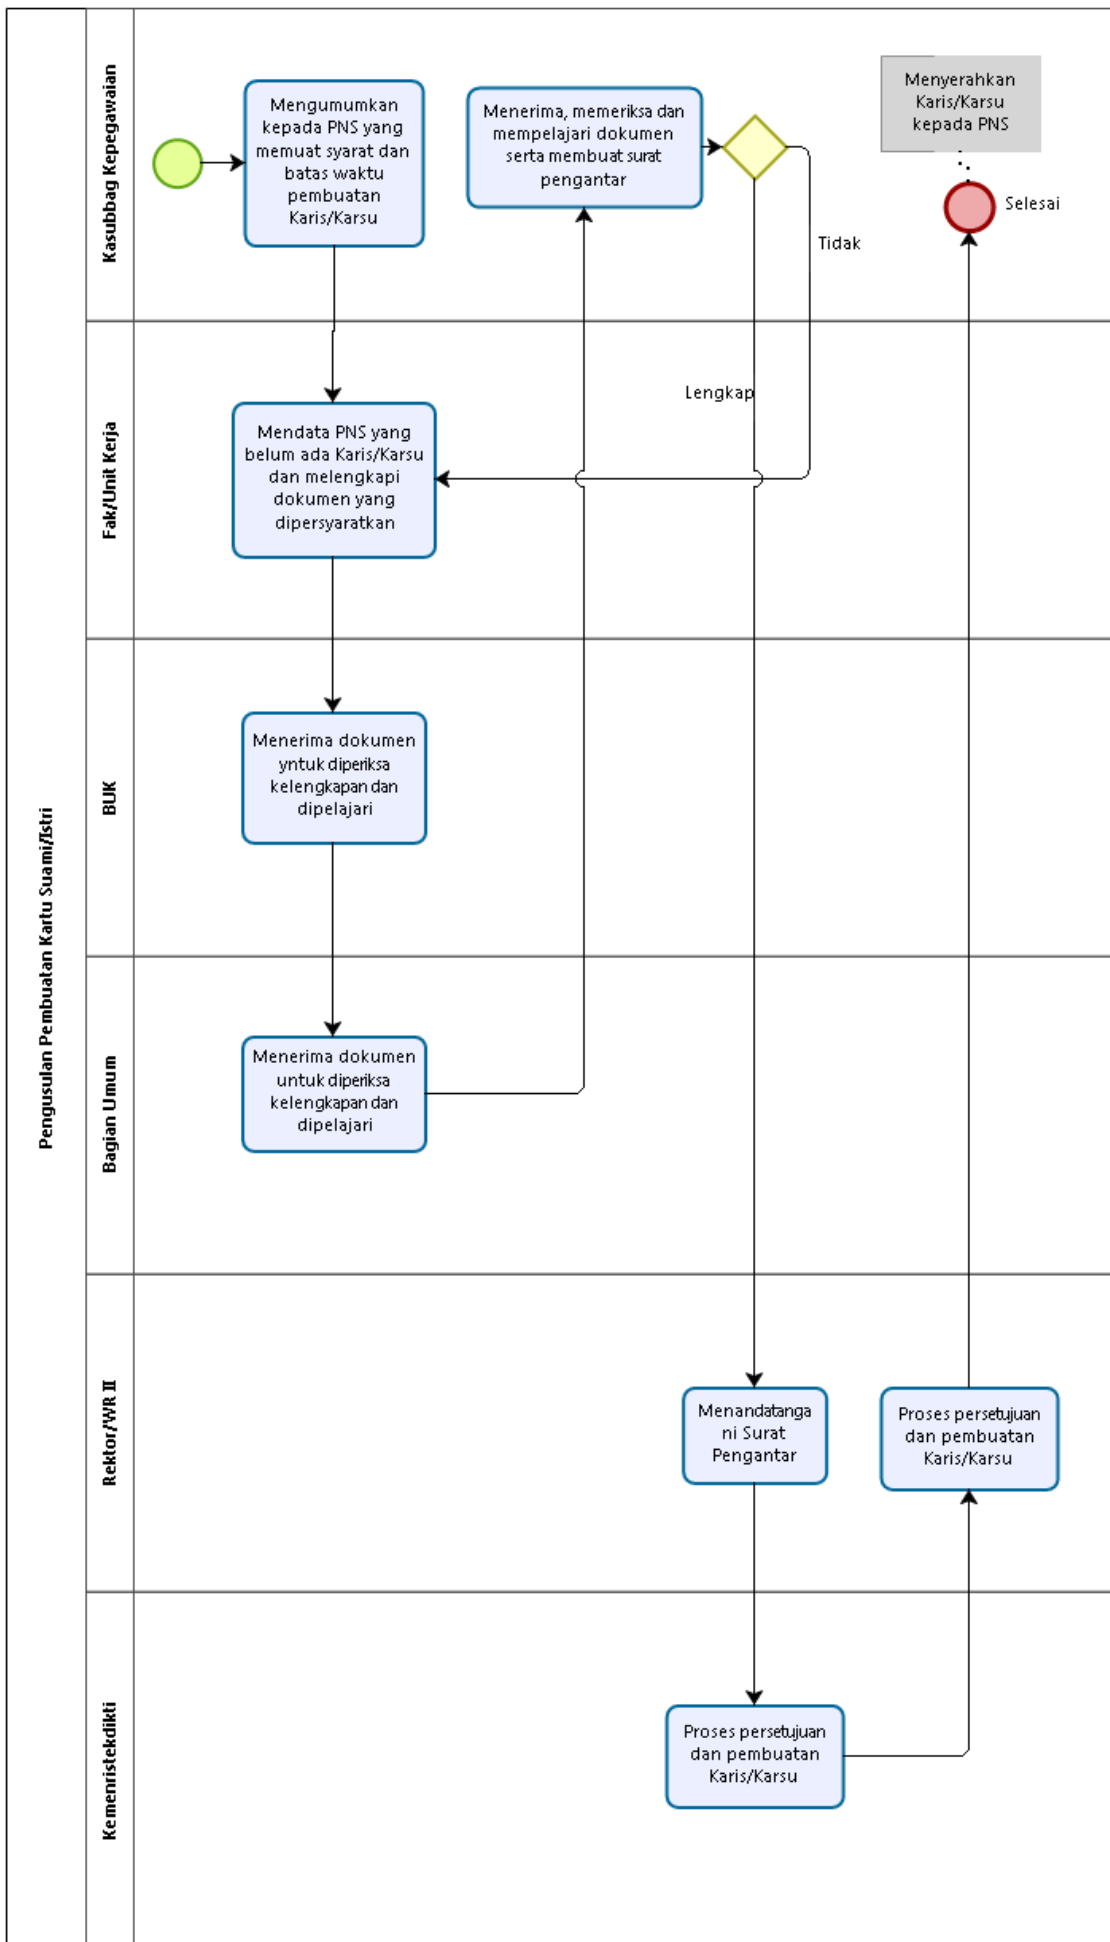 Pengusulan Pembuatan Kartu Suami/Istri
Kasubbag Kepegawaian
Mengumumkan
kepada PNS yang
memuat syarat dan
batas waktu
pembuatan
Karis/Karsu
Menerima, memeriksa dan
mempelajari dokumen
serta membuat surat
pengantar
Menyerahkan
Karis/Karsu
kepada PNS
Selesai
Tidak
Lengkap
Fak/Unit Kerja
Mendata PNS yang
belum ada Karis/Karsu
dan melengkapi
dokumen yang
dipersyaratkan
BUK
Menerima dokumen
yntuk diperiksa
kelengkapan dan
dipelajari
Bagian Umum
Menerima dokumen
untuk diperiksa
kelengkapan dan
dipelajari
Rektor/WR II
Menandatanga
ni Surat
Pengantar
Proses persetujuan
dan pembuatan
Karis/Karsu
Kemenristekdikti
Proses persetujuan
dan pembuatan
Karis/Karsu